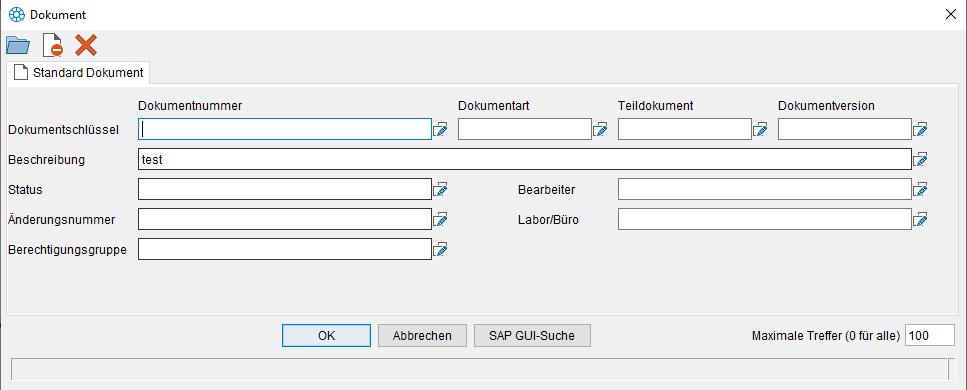 Dokument
Standard Dokument
Dokumentnummer Dokumentart Teildokument Dokumentversion
Dokumentschlüssel
Beschreibung test
Status Bearbeiter
Änderungsnummer Labor/Büro
Berechtigungsgruppe
OK Abbrechen SAP GUI-Suche Maximale Treffer (0 für alle) 100